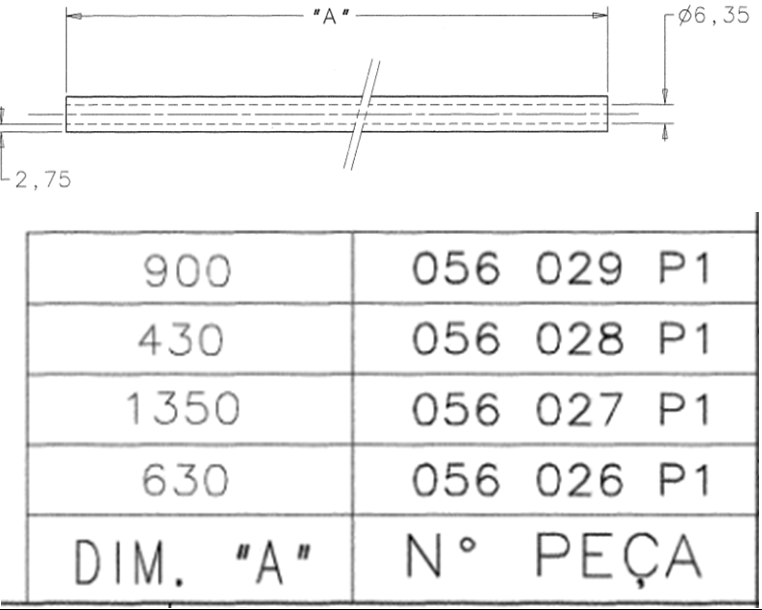 "A"
Ø6,35
2,75
900 056 029 P1
430 056 028 P1
1350 056 027 P1
630 056 026 P1
DIM. "A" N° PEÇA